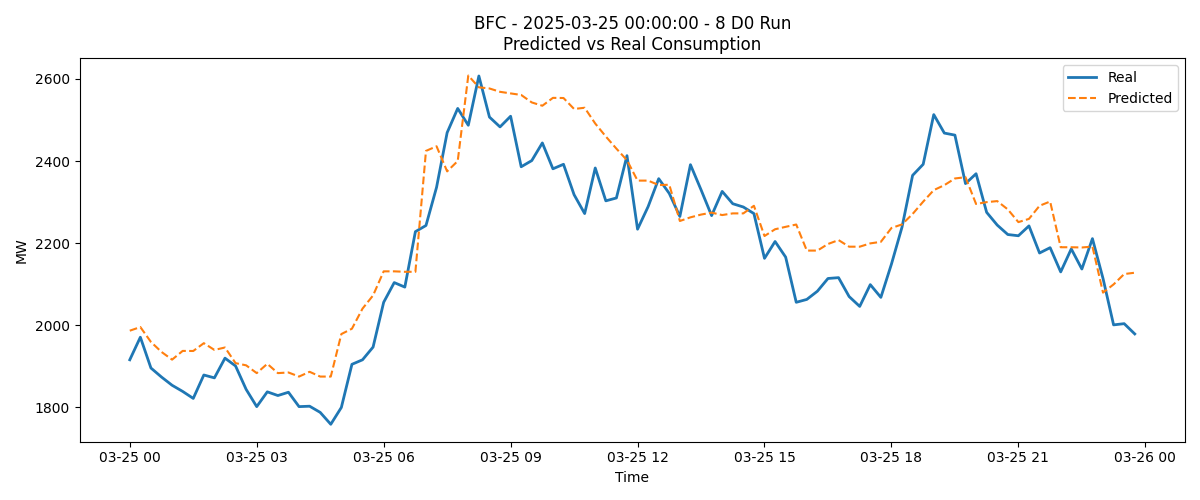 BFC - 2025-03-25 00:00:00 - 8 D0 Run
Predicted vs Real Consumption
Real
Predicted
MW
2600
2400
2200
2000
1800
03-25 00
03-25 03
03-25 06
03-25 09
03-25 12
03-25 15
03-25 18
03-25 21
03-26 00
Time